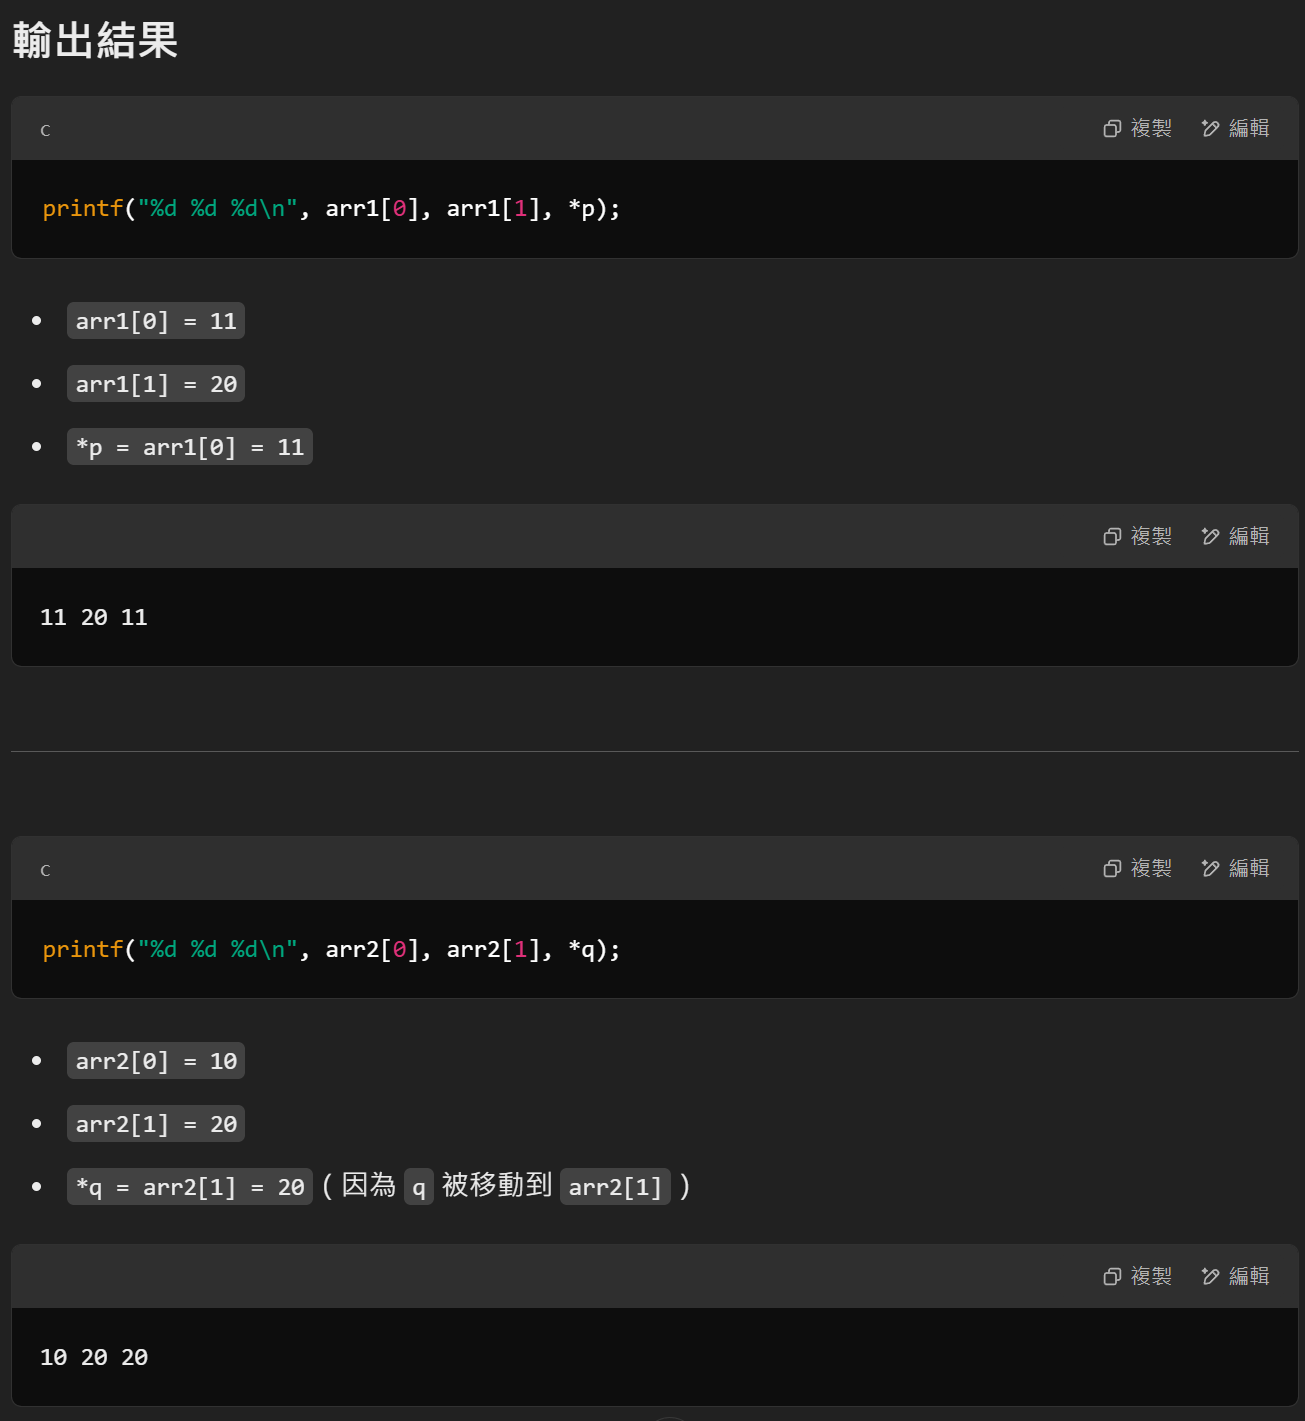 輸出結果
c
複製
編輯
printf("%d %d %d\n", arr1[0], arr1[1], *p);
arr1[0] = 11
arr1[1] = 20
*p = arr1[0] = 11
複製
編輯
11 20 11
c
複製
編輯
printf("%d %d %d\n", arr2[0], arr2[1], *q);
arr2[0] = 10
arr2[1] = 20
*q = arr2[1] = 20（因為 q 被移動到 arr2[1]）
複製
編輯
10 20 20